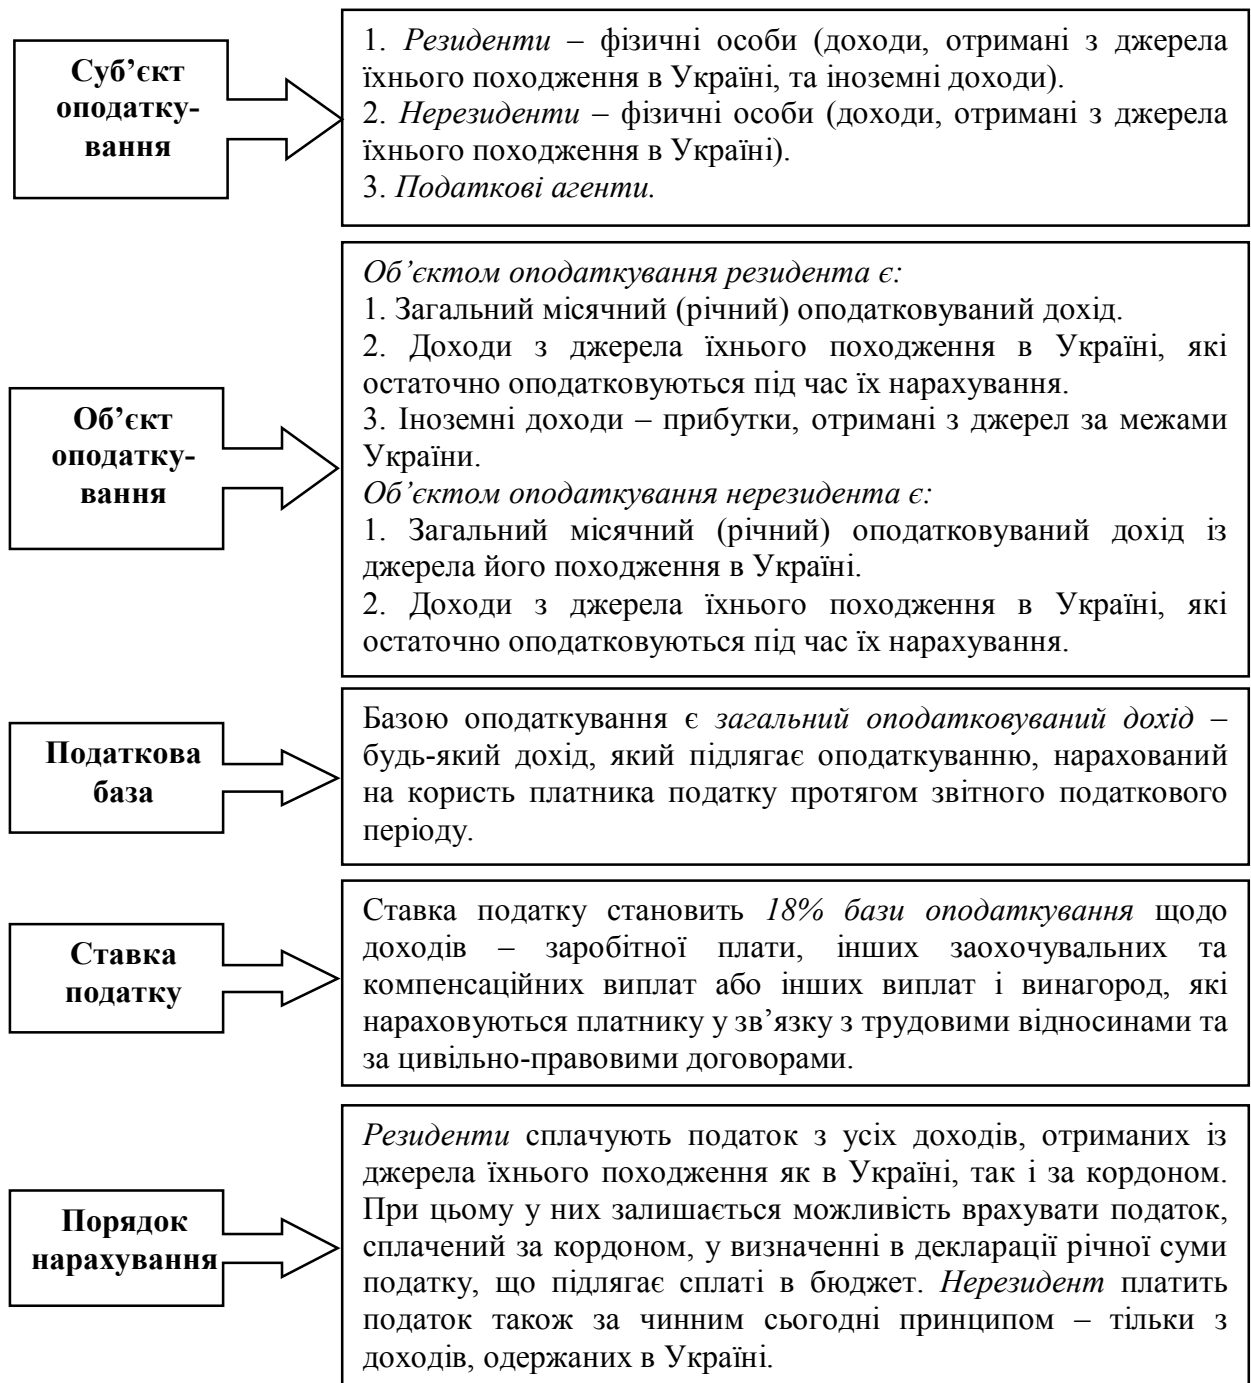 Суб’єкт
оподатку-
вання
1. Резиденти – фізичні особи (доходи, отримані з джерела
їхнього походження в Україні, та іноземні доходи).
2. Нерезиденти – фізичні особи (доходи, отримані з джерела
їхнього походження в Україні).
3. Податкові агенти.
Об’єкт
оподатку-
вання
Об’єктом оподаткування резидента є:
1. Загальний місячний (річний) оподатковуваний дохід.
2. Доходи з джерела їхнього походження в Україні, які
остаточно оподатковуються під час їх нарахування.
3. Іноземні доходи – прибутки, отримані з джерел за межами
України.
Об’єктом оподаткування нерезидента є:
1. Загальний місячний (річний) оподатковуваний дохід із
джерела його походження в Україні.
2. Доходи з джерела їхнього походження в Україні, які
остаточно оподатковуються під час їх нарахування.
Податкова
база
Базою оподаткування є загальний оподатковуваний дохід –
будь-який дохід, який підлягає оподаткуванню, нарахований
на користь платника податку протягом звітного податкового
періоду.
Ставка
податку
Ставка податку становить 18% бази оподаткування щодо
доходів – заробітної плати, інших заохочувальних та
компенсаційних виплат або інших виплат і винагород, які
нараховуються платнику у зв’язку з трудовими відносинами та
за цивільно-правовими договорами.
Порядок
нарахування
Резиденти сплачують податок з усіх доходів, отриманих із
джерела їхнього походження як в Україні, так і за кордоном.
При цьому у них залишається можливість врахувати податок,
сплачений за кордоном, у визначенні в декларації річної суми
податку, що підлягає сплаті в бюджет. Нерезидент платить
податок також за чинним сьогодні принципом – тільки з
доходів, одержаних в Україні.